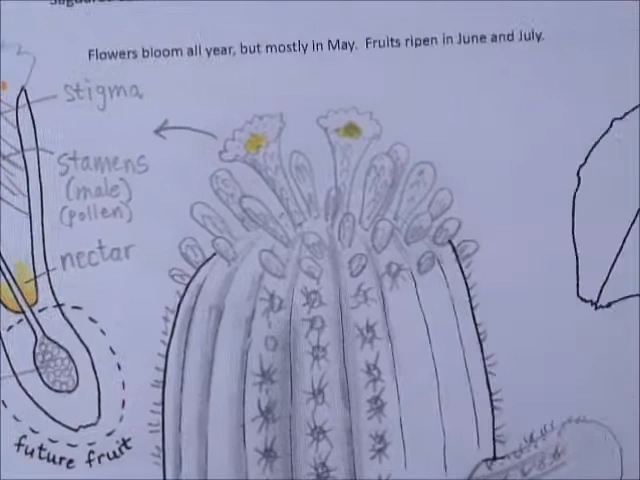 Flowers bloom all year, but mostly in May. Fruits ripen in June and July.
stigma
stamens
(male)
(pollen)
nectar
future fruit